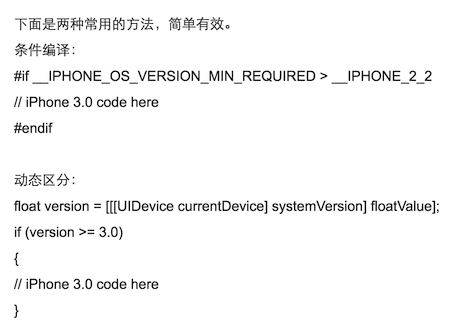 下面是两种常用的方法，简单有效。
条件编译：
#if __IPHONE_OS_VERSION_MIN_REQUIRED > __IPHONE_2_2
// iPhone 3.0 code here
#endif
动态区分：
float version = [[[UIDevice currentDevice] systemVersion] floatValue];
if (version >= 3.0)
{
// iPhone 3.0 code here
}